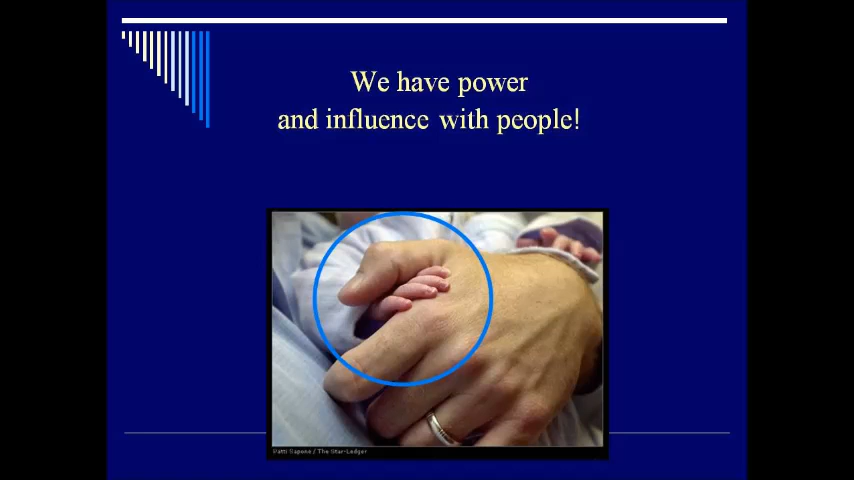 We have power
and influence with people!
Patti Sapone / The Star-Ledger